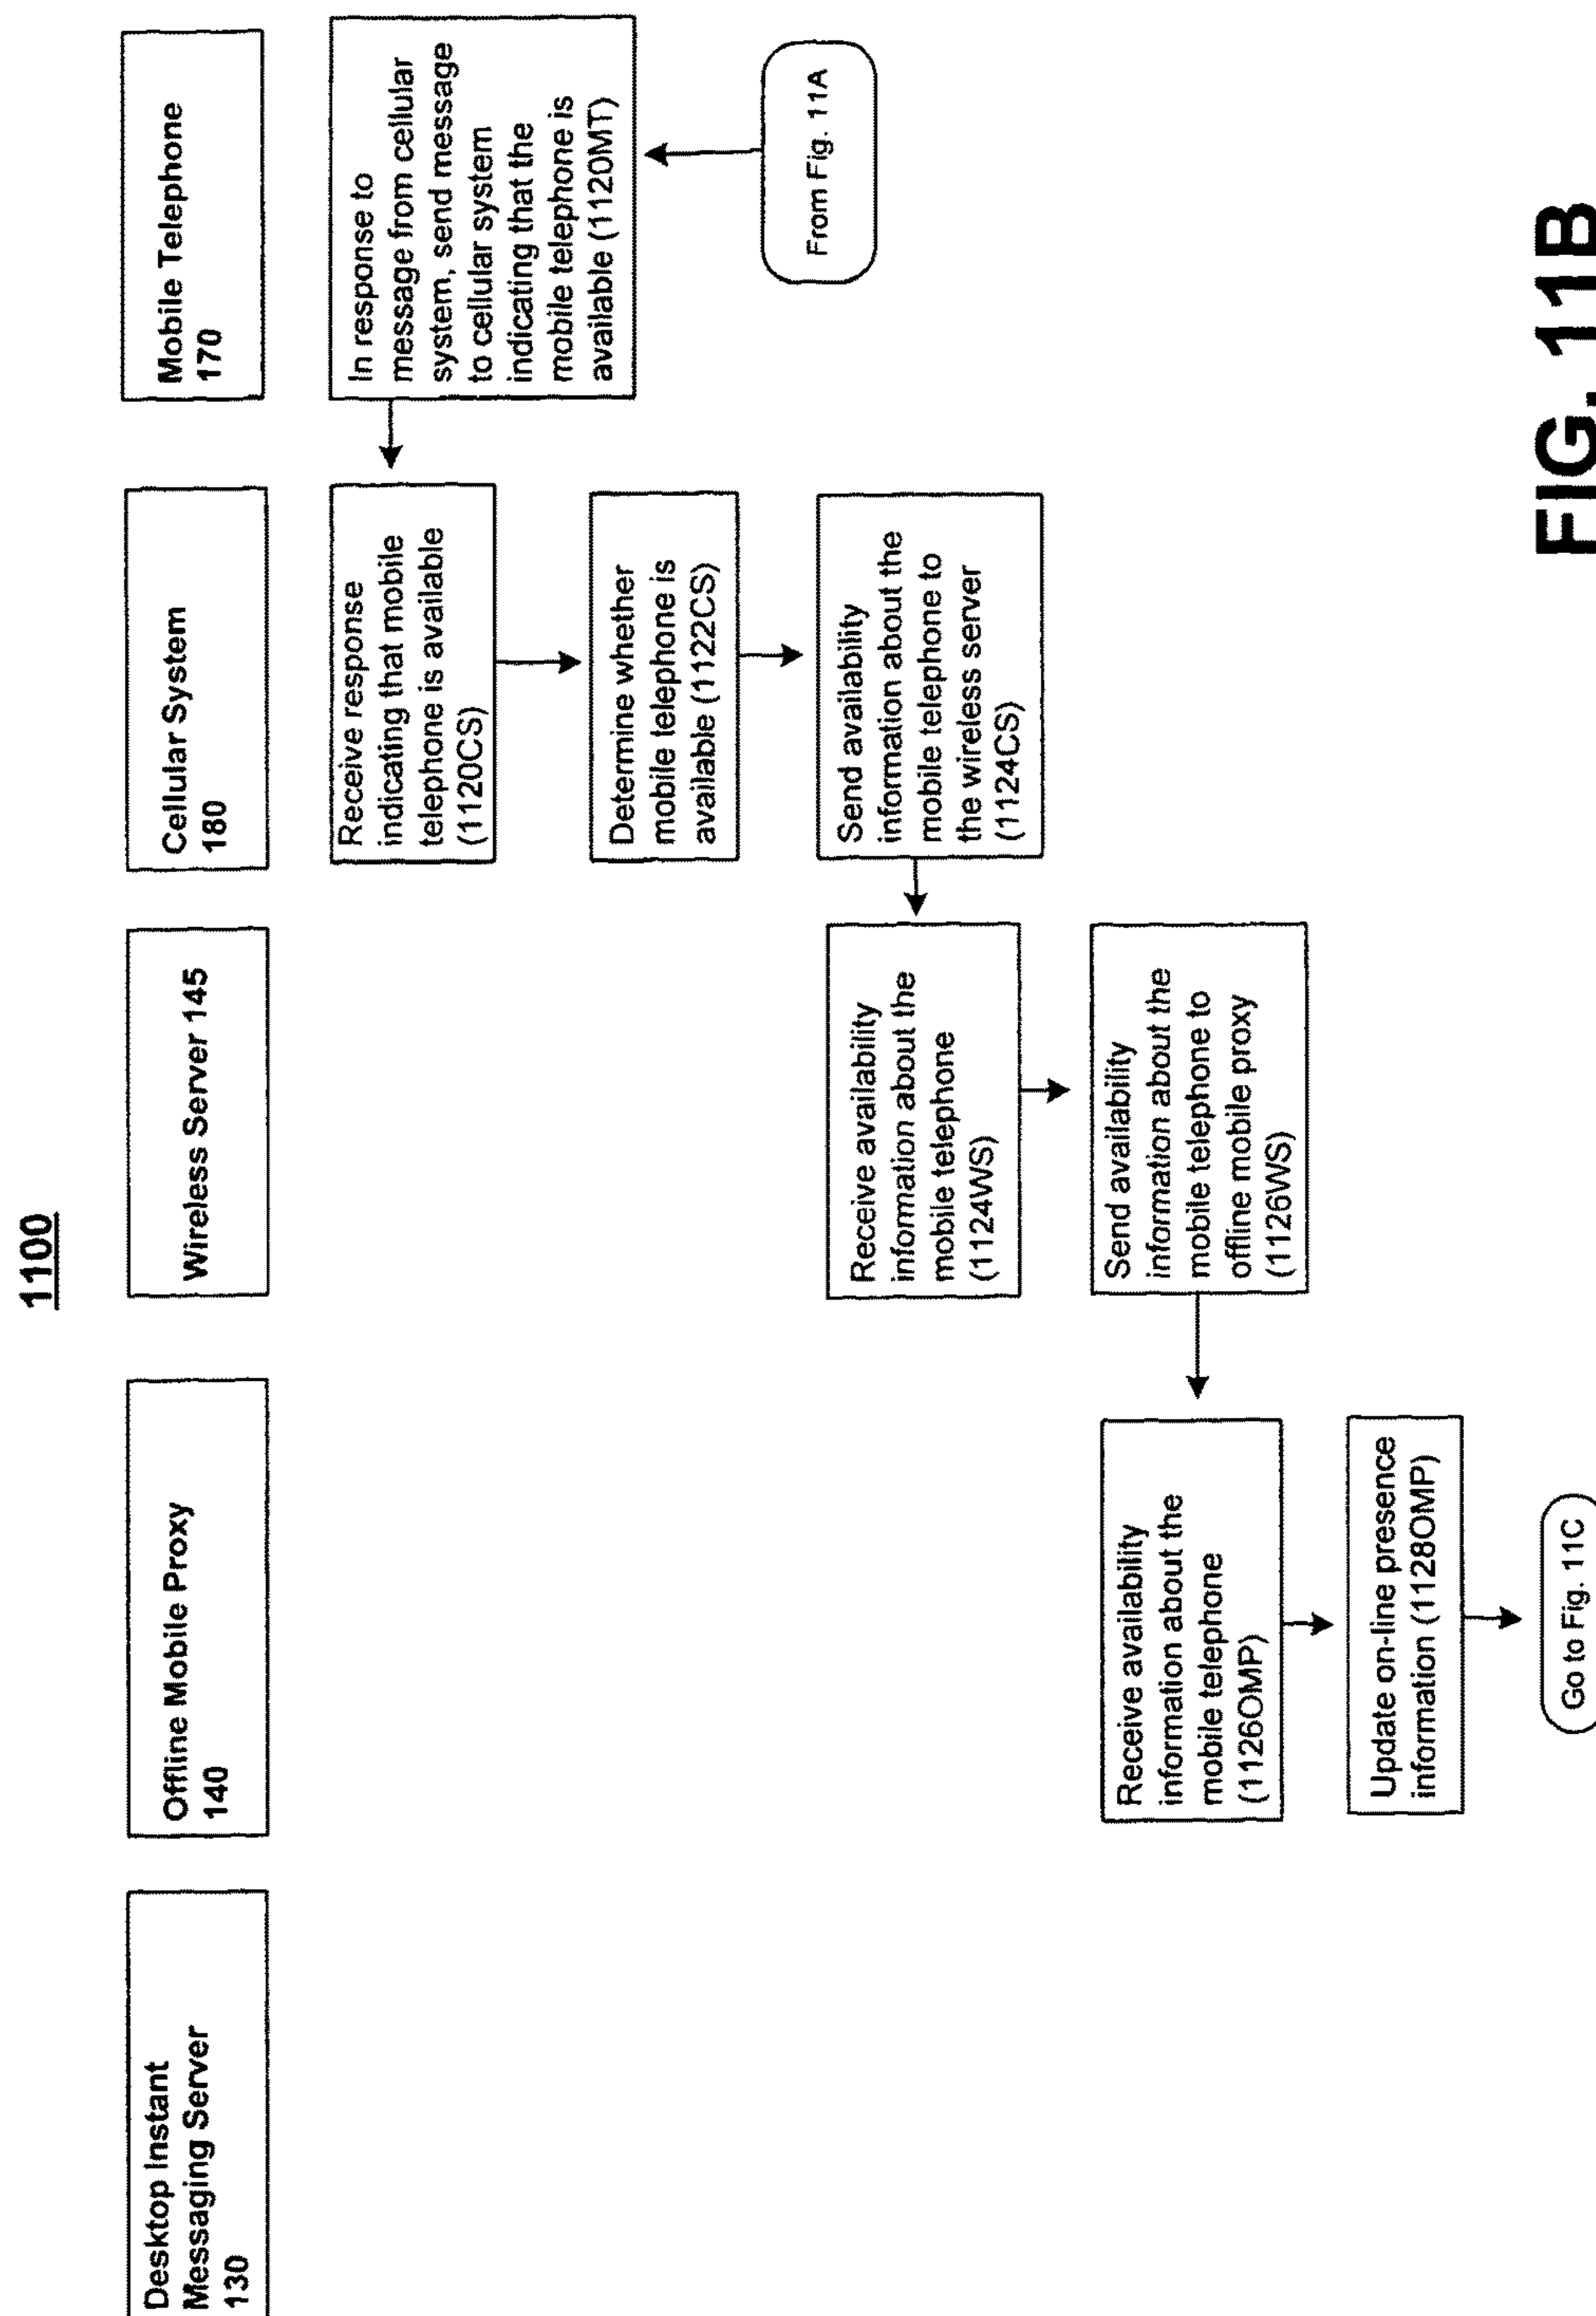 1100
Desktop Instant
Messaging Server
130
Offline Mobile Proxy
140
Wireless Server 145
Cellular System
180
Mobile Telephone
170
In response to
message from cellular
system, send message
to cellular system
indicating that the
mobile telephone is
available (1120MT)
From Fig. 11A
Receive response
indicating that mobile
telephone is available
(1120CS)
Determine whether
mobile telephone is
available (1122CS)
Send availability
information about the
mobile telephone to
the wireless server
(1124CS)
Receive availability
information about the
mobile telephone
(1124WS)
Send availability
information about the
mobile telephone to
offline mobile proxy
(1126WS)
Receive availability
information about the
mobile telephone
(1126OMP)
Update on-line presence
information (1128OMP)
Go to Fig. 11C
FIG. 11B